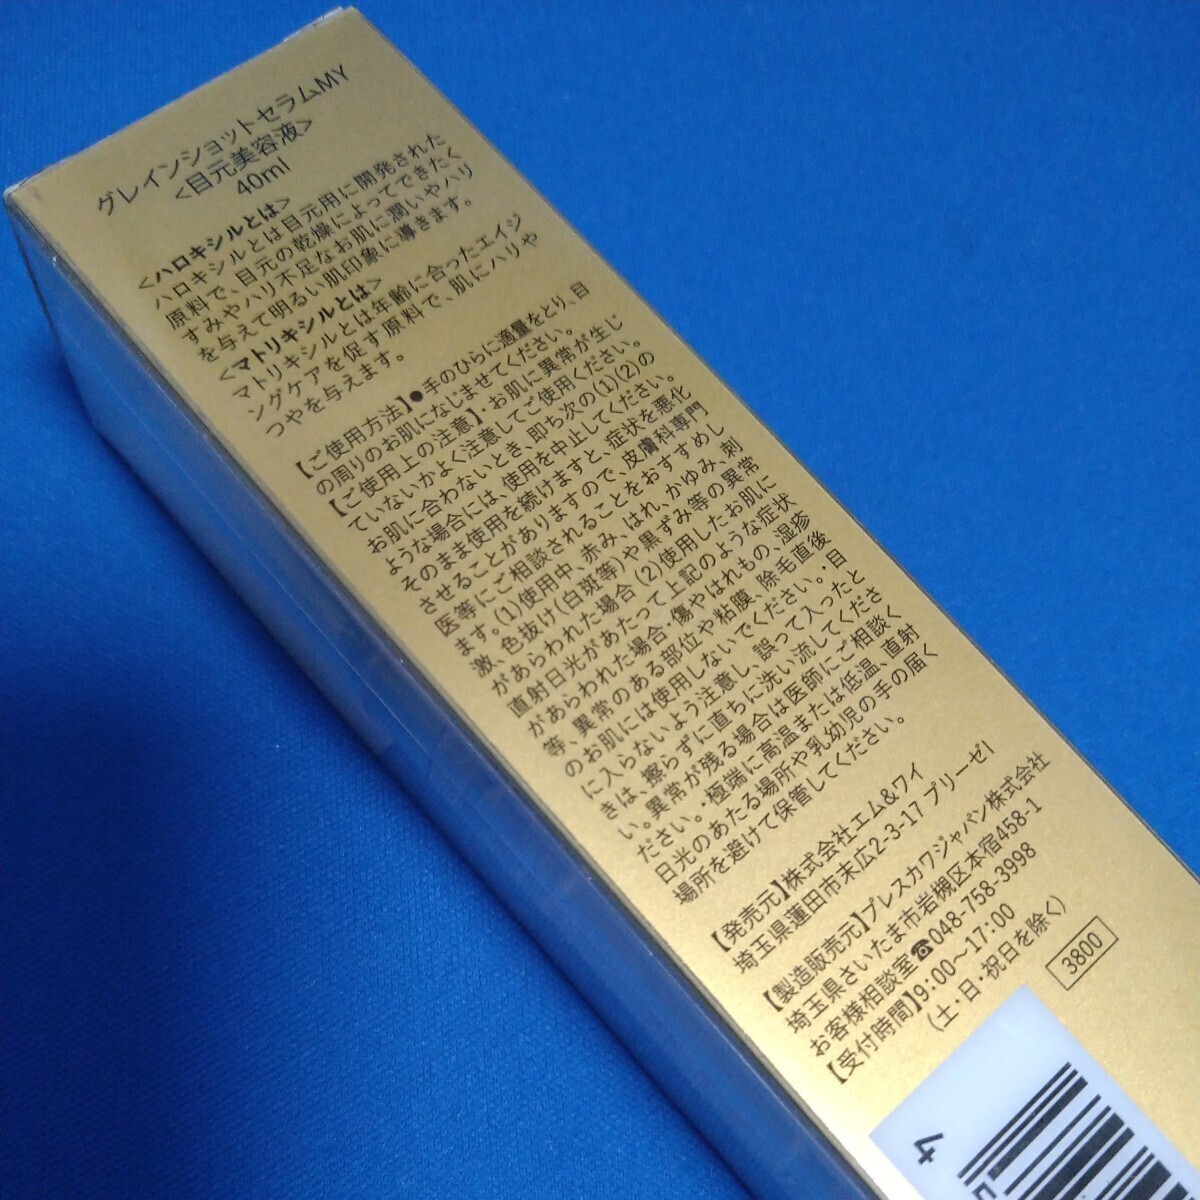 グレインショットセラムMY
<目元美容液>
40ml
<ハロキシルとは>
ハロキシルとは目元用に開発された
原料で、目元の乾燥によってできたく
すみやハリ不足なお肌に潤いやハリ
を与えて明るい肌印象に導きます。
<マトリキシルとは>
マトリキシルとは年齢に合ったエイジ
ングケアを促す原料で、肌にハリや
つやを与えます。
【ご使用方法】●手のひらに適量をとり、目
の周りのお肌になじませてください。
【ご使用上の注意】・お肌に異常が生じ
ていないかよく注意してご使用ください。
お肌に合わないとき、即ち次の(1)(2)の
ような場合には、使用を中止してください。
そのまま使用を続けますと、症状を悪化
させることがありますので、皮膚科専門
医等にご相談されることをおすすめし
ます。(1)使用中、赤み、はれ、かゆみ、刺
激、色抜け(白斑等)や黒ずみ等の異常
があらわれた場合 (2)使用したお肌に
直射日光があたって上記のような症状
があらわれた場合・傷やはれもの、湿疹
等、異常のある部位や粘膜、除毛直後
のお肌には使用しないでください。・目
に入らないよう注意し、誤って入ったと
きは、擦らずに直ちに洗い流してくださ
い。異常が残る場合は医師にご相談く
ださい。・極端に高温または低温、直射
日光のあたる場所や乳幼児の手の届く
場所を避けて保管してください。
【発売元】株式会社エム&ワイ
埼玉県蓮田市末広2-3-17 プリーゼI
【製造販売元】プレスカワジャパン株式会社
埼玉県さいたま市岩槻区本宿458-1
お客様相談室☎048-758-3998
【受付時間】9:00〜17:00
(土・日・祝日を除く)
3800
4